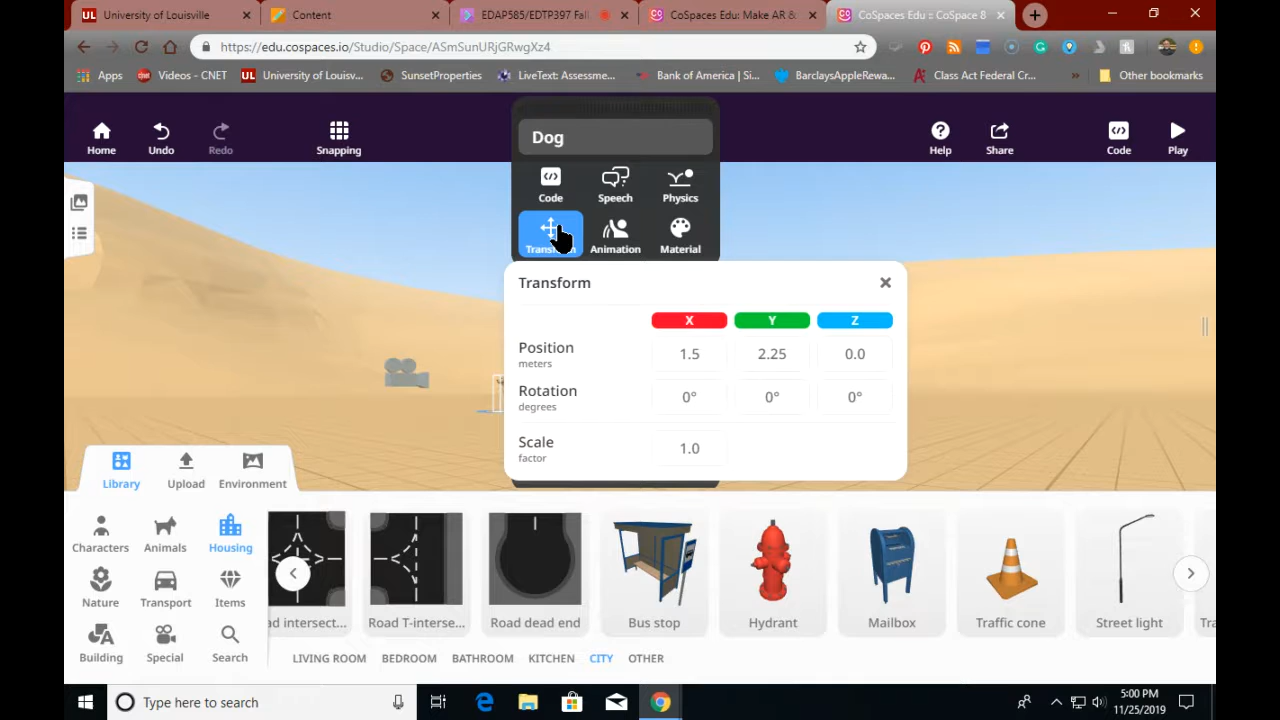 University of Louisville
Content
EDAP585/EDTP397 Fall
CoSpaces Edu: Make AR &
CoSpaces Edu :: CoSpace 8
https://edu.cospaces.io/Studio/Space/ASmSunURjGRwgXz4
Apps
Videos - CNET
University of Louisv...
SunsetProperties
LiveText: Assessme...
Bank of America | Si...
BarclaysAppleRewa...
Class Act Federal Cr...
»
Other bookmarks
Home
Undo
Redo
Snapping
Dog
Help
Share
Code
Play
Code
Speech
Physics
Animation
Material
Transform
X
Y
Z
Position
meters
1.5
2.25
0.0
Rotation
degrees
0°
0°
0°
Scale
factor
1.0
Library
Upload
Environment
Characters
Animals
Housing
Nature
Transport
Items
Building
Special
Search
ad intersect...
Road T-interse...
Road dead end
Bus stop
Hydrant
Mailbox
Traffic cone
Street light
Tra
LIVING ROOM
BEDROOM
BATHROOM
KITCHEN
CITY
OTHER
Type here to search
5:00 PM
11/25/2019